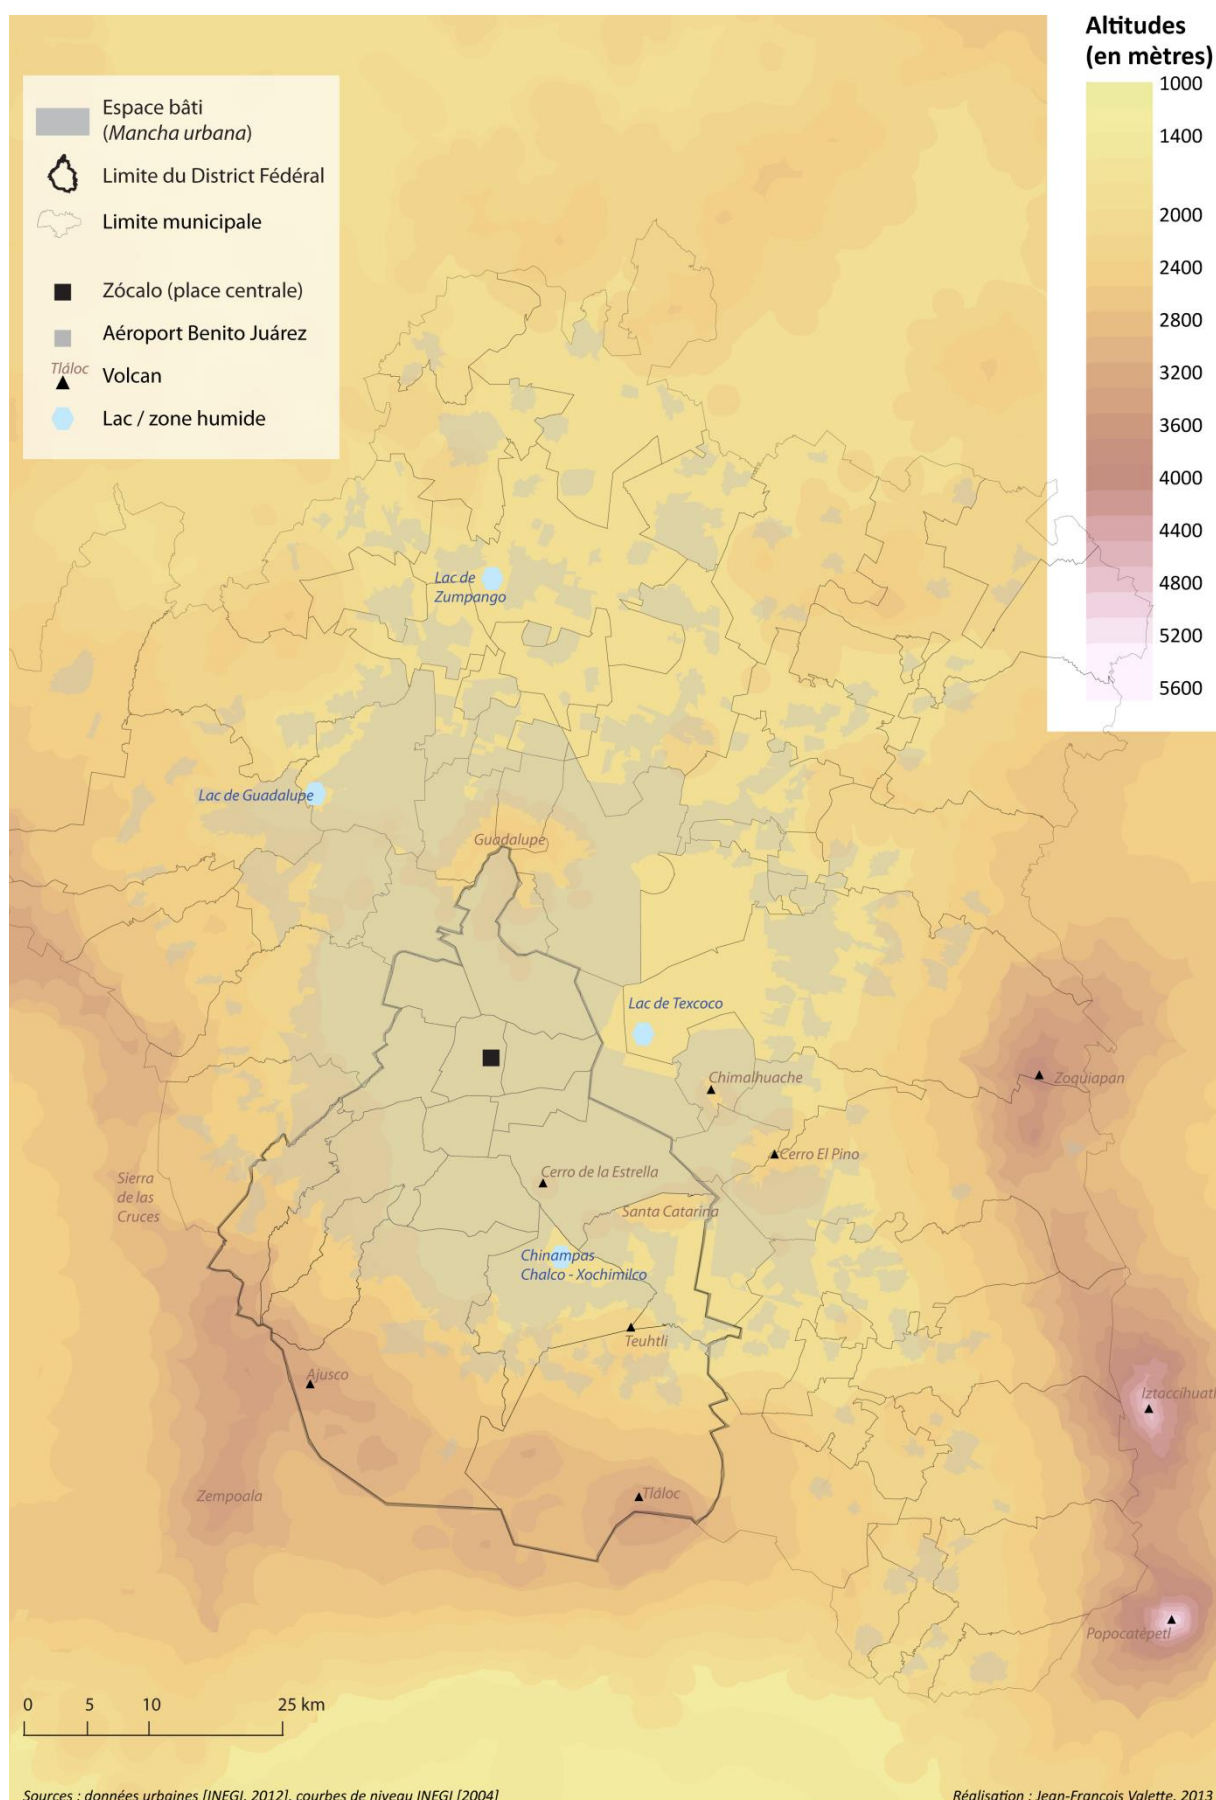 Altitudes
(en mètres)
1000
1400
2000
2400
2800
3200
3600
4000
4400
4800
5200
5600
Espace bâti
(Mancha urbana)
Limite du District Fédéral
Limite municipale
Zócalo (place centrale)
Aéroport Benito Juárez
Tláloc
Volcan
Lac / zone humide
Lac de
Zumpango
Lac de Guadalupe
Guadalupe
Lac de Texcoco
Chimalhuache
Zoquiapan
Cerro El Pino
Cerro de la Estrella
Sierra
de las
Cruces
Santa Catarina
Chinampas
Chalco - Xochimilco
Teuhtli
Ajusco
Iztaccihuatl
Zempoala
Tláloc
Popocatépetl
0 5 10 25 km
Sources : données urbaines [INEGI, 2012], courbes de niveau INEGI [2004]
Réalisation : Jean-François Valette, 2013